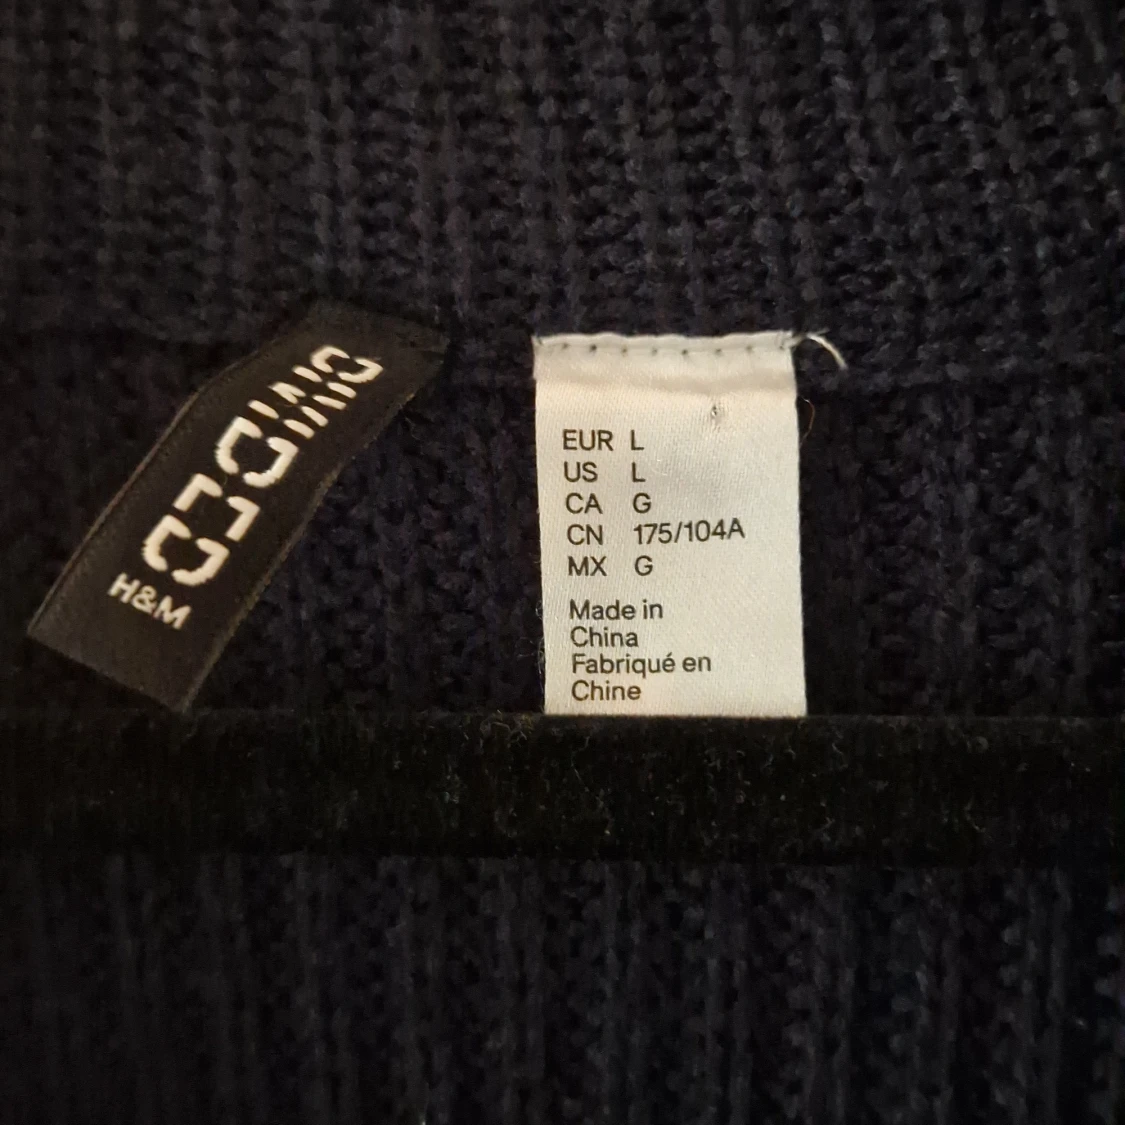 DIVIDED
H&M
EUR L
US L
CA G
CN 175/104A
MX G
Made in
China
Fabriqué en
Chine